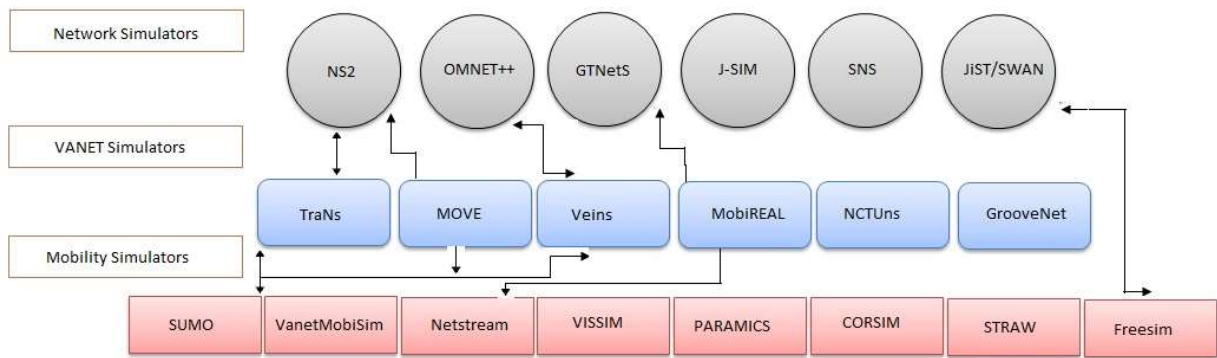 Network Simulators
NS2
OMNET++
GTNetS
J-SIM
SNS
JiST/SWAN
VANET Simulators
TraNs
MOVE
Veins
MobiREAL
NCTUns
GrooveNet
Mobility Simulators
SUMO
VanetMobiSim
Netstream
VISSIM
PARAMICS
CORSIM
STRAW
Freesim